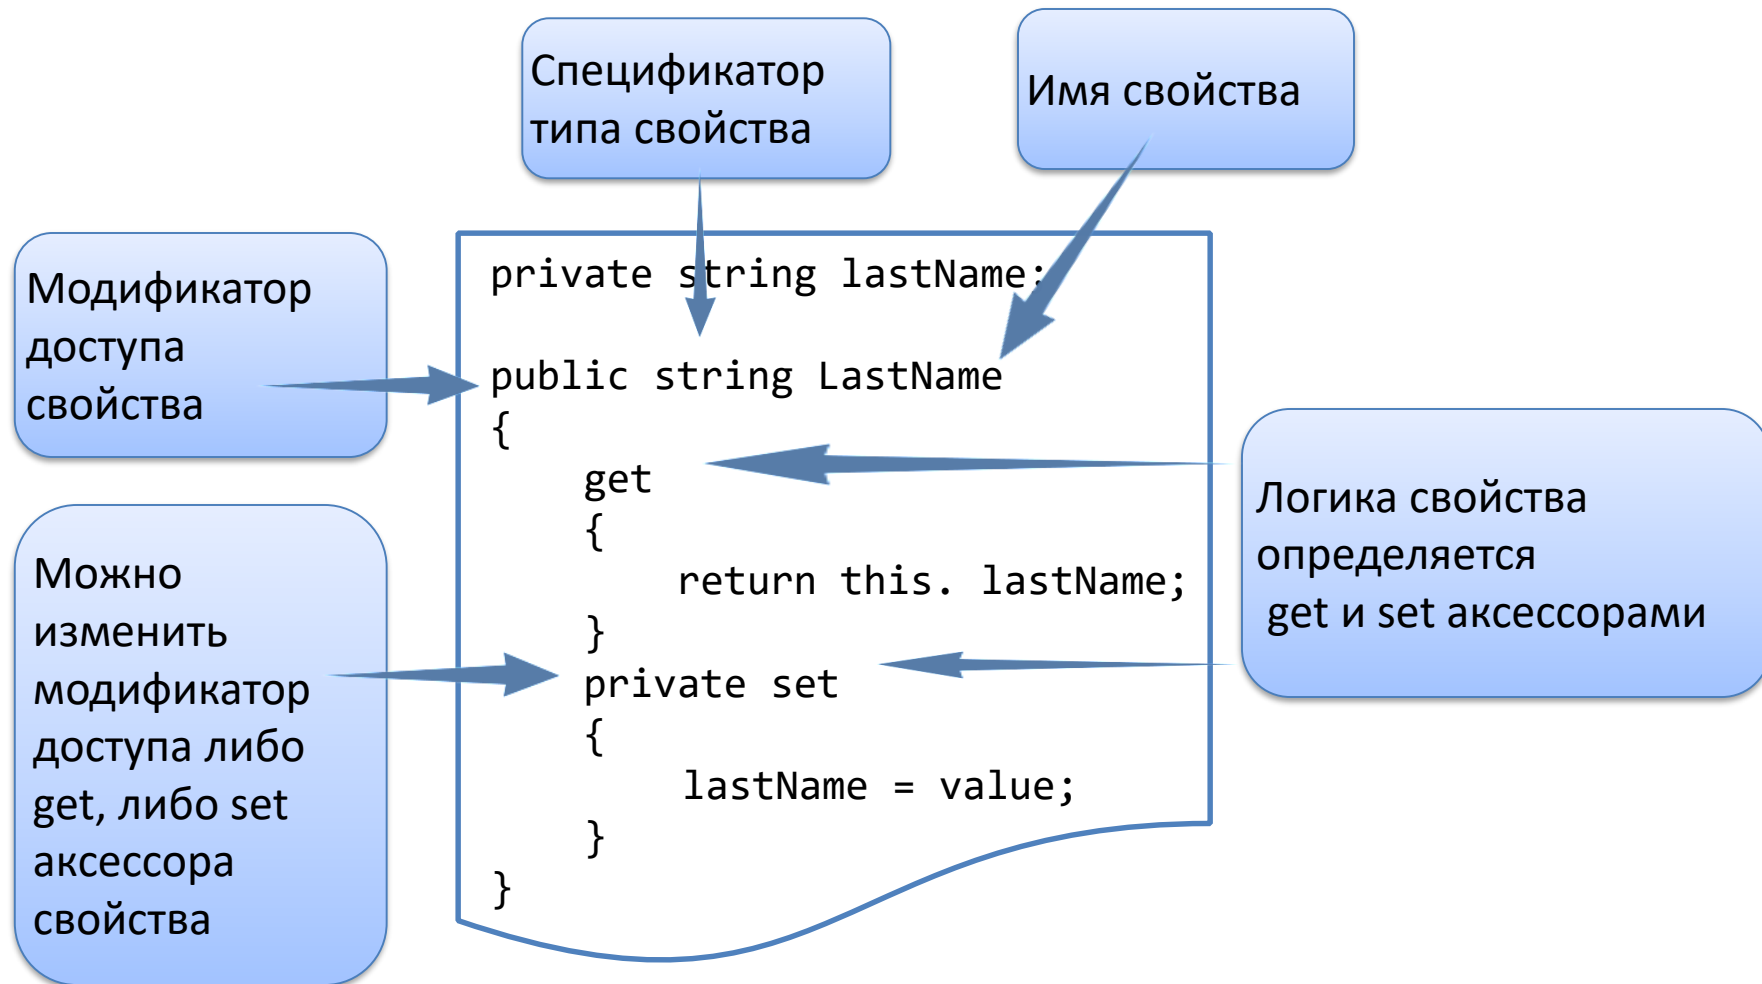 Спецификатор
типа свойства
Имя свойства
Модификатор
доступа
свойства
Можно
изменить
модификатор
доступа либо
get, либо set
аксессора
свойства
private string lastName;
public string LastName
{
get
{
return this. lastName;
}
private set
{
lastName = value;
}
}
Логика свойства
определяется
get и set аксессорами